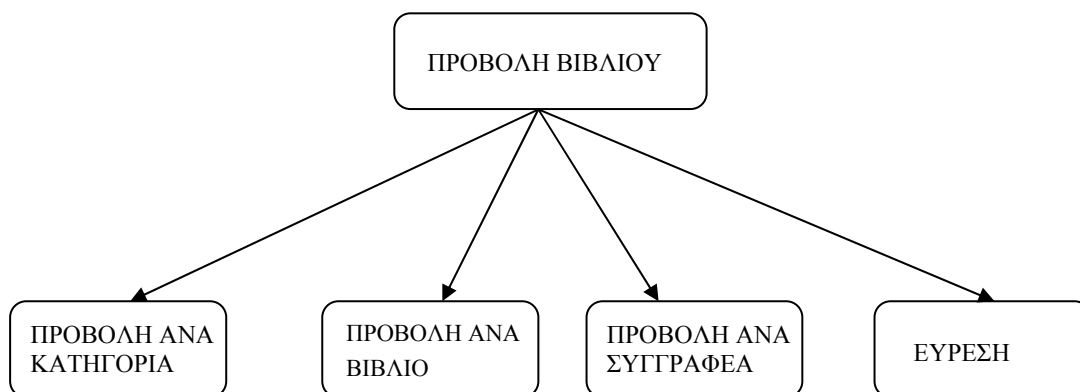 ΠΡΟΒΟΛΗ ΒΙΒΛΙΟΥ
ΠΡΟΒΟΛΗ ΑΝΑ
ΚΑΤΗΓΟΡΙΑ
ΠΡΟΒΟΛΗ ΑΝΑ
ΒΙΒΛΙΟ
ΠΡΟΒΟΛΗ ΑΝΑ
ΣΥΓΓΡΑΦΕΑ
ΕΥΡΕΣΗ